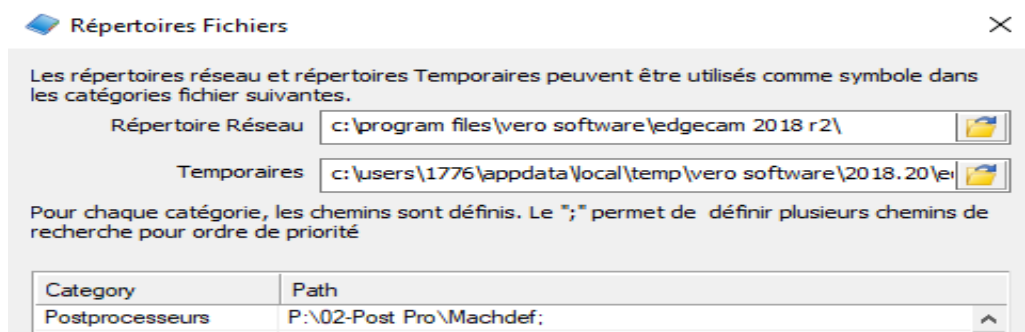 Répertoires Fichiers
Les répertoires réseau et répertoires Temporaires peuvent être utilisés comme symbole dans
les catégories fichier suivantes.
Répertoire Réseau c:\program files\vero software\edgecam 2018 r2\
Temporaires c:\users\1776\appdata\local\temp\vero software\2018.20\
Pour chaque catégorie, les chemins sont définis. Le ";" permet de définir plusieurs chemins de
recherche pour ordre de priorité
Category Path
Postprocesseurs P:\02-Post Pro\Machdef;